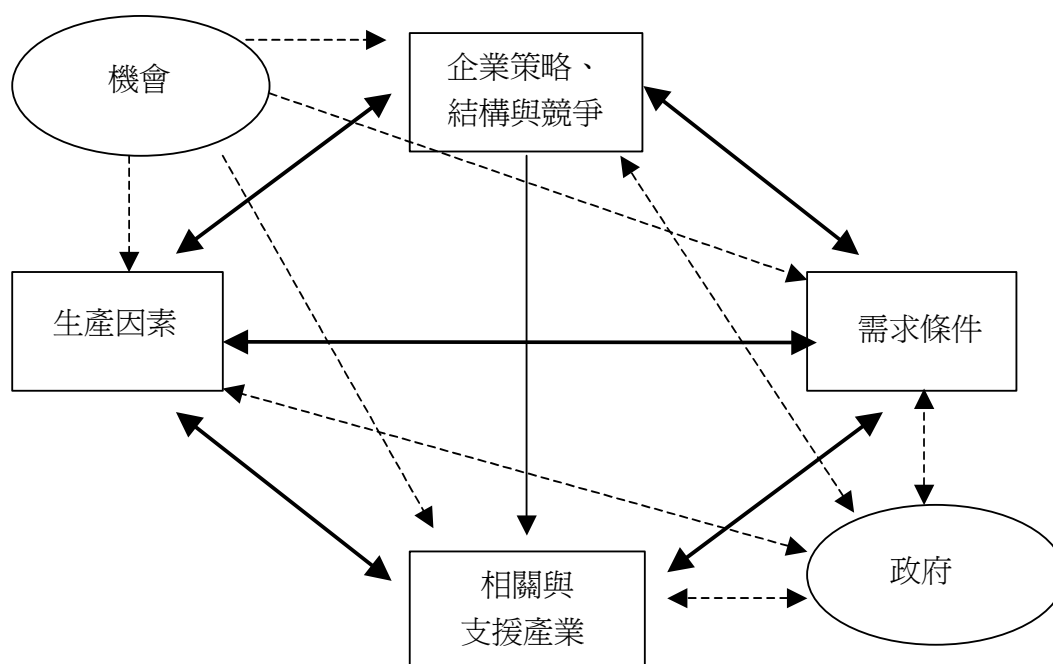 機會
企業策略、
結構與競爭
生產因素
需求條件
相關與
支援產業
政府